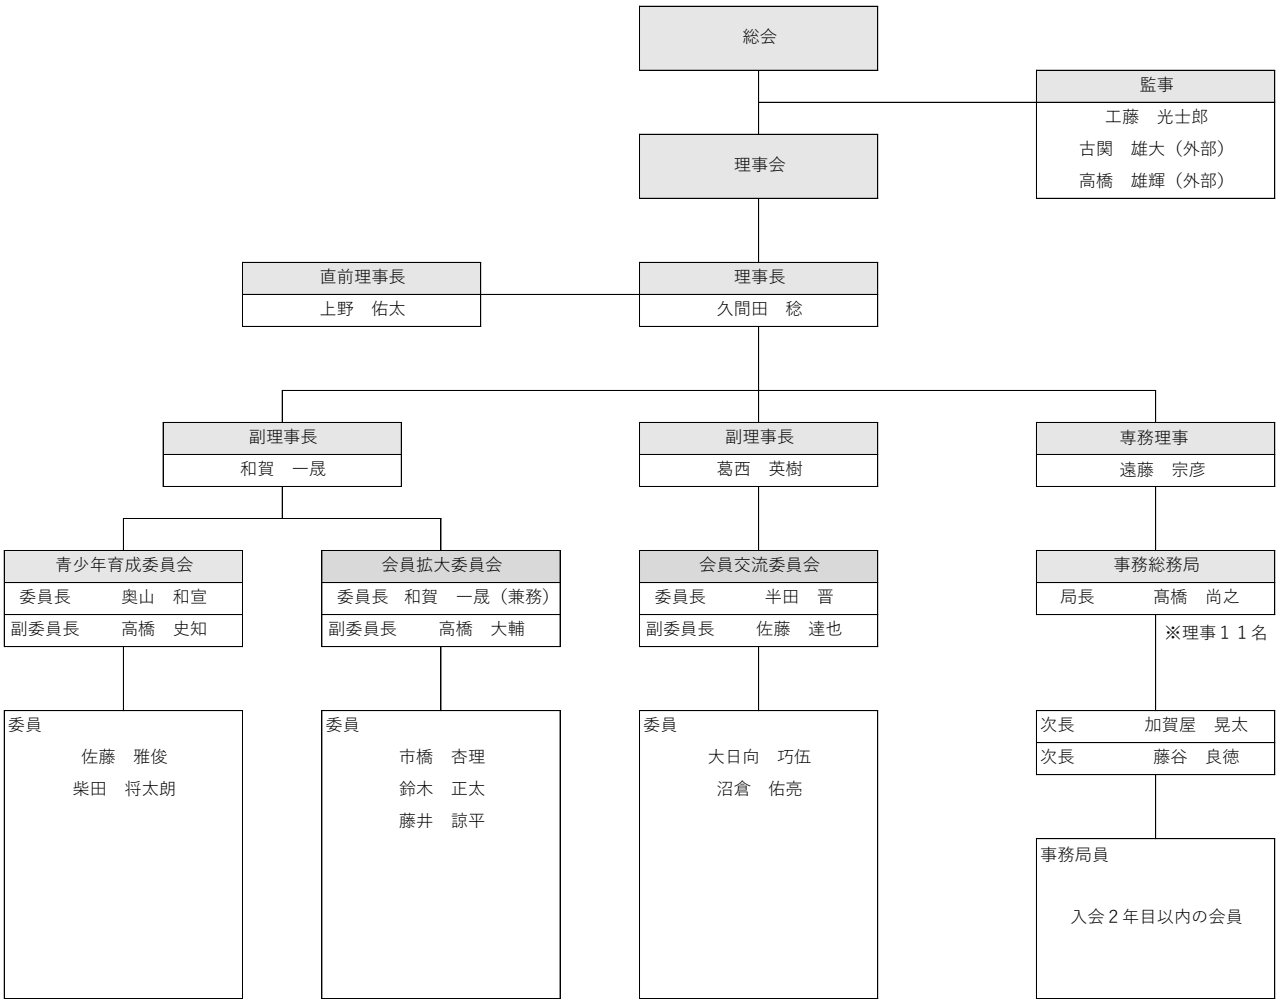 総会
監事
工藤　光士郎
古関　雄大（外部）
高橋　雄輝（外部）
理事会
直前理事長
上野　佑太
理事長
久間田　稔
副理事長
和賀　一晟
副理事長
葛西　英樹
専務理事
遠藤　宗彦
青少年育成委員会
委員長　奥山　和宣
副委員長　高橋　史知
会員拡大委員会
委員長　和賀　一晟（兼務）
副委員長　高橋　大輔
会員交流委員会
委員長　半田　晋
副委員長　佐藤　達也
事務総務局
局長　髙橋　尚之
※理事１１名
委員
佐藤　雅俊
柴田　将太朗
委員
市橋　杏理
鈴木　正太
藤井　諒平
委員
大日向　巧伍
沼倉　佑亮
次長　加賀屋　晃太
次長　藤谷　良徳
事務局員
入会２年目以内の会員